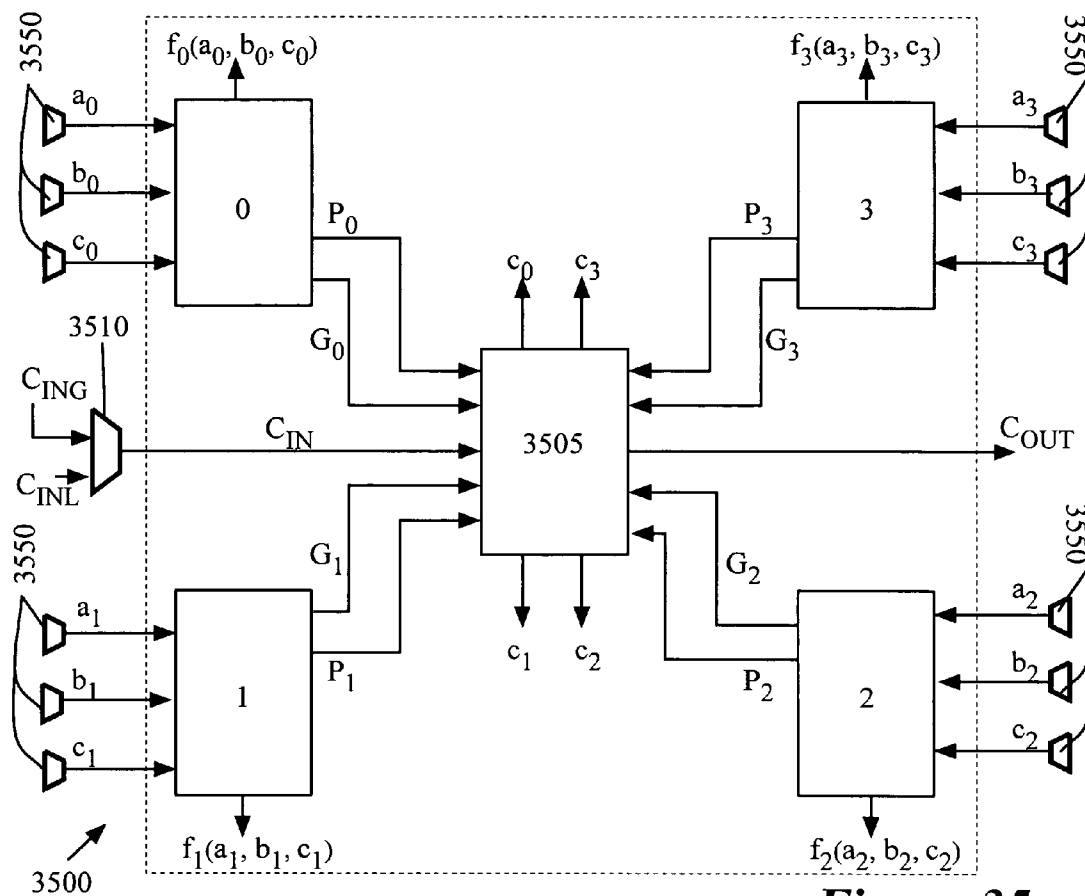 3550
f0(a0, b0, c0)
a0
b0
c0
0
P0
G0
f3(a3, b3, c3)
3550
a3
b3
c3
3
P3
G3
c0
c3
3510
CING
CINL
CIN
3505
COUT
3550
a1
b1
c1
1
G1
P1
f1(a1, b1, c1)
c1
c2
3550
a2
b2
c2
2
G2
P2
f2(a2, b2, c2)
3500